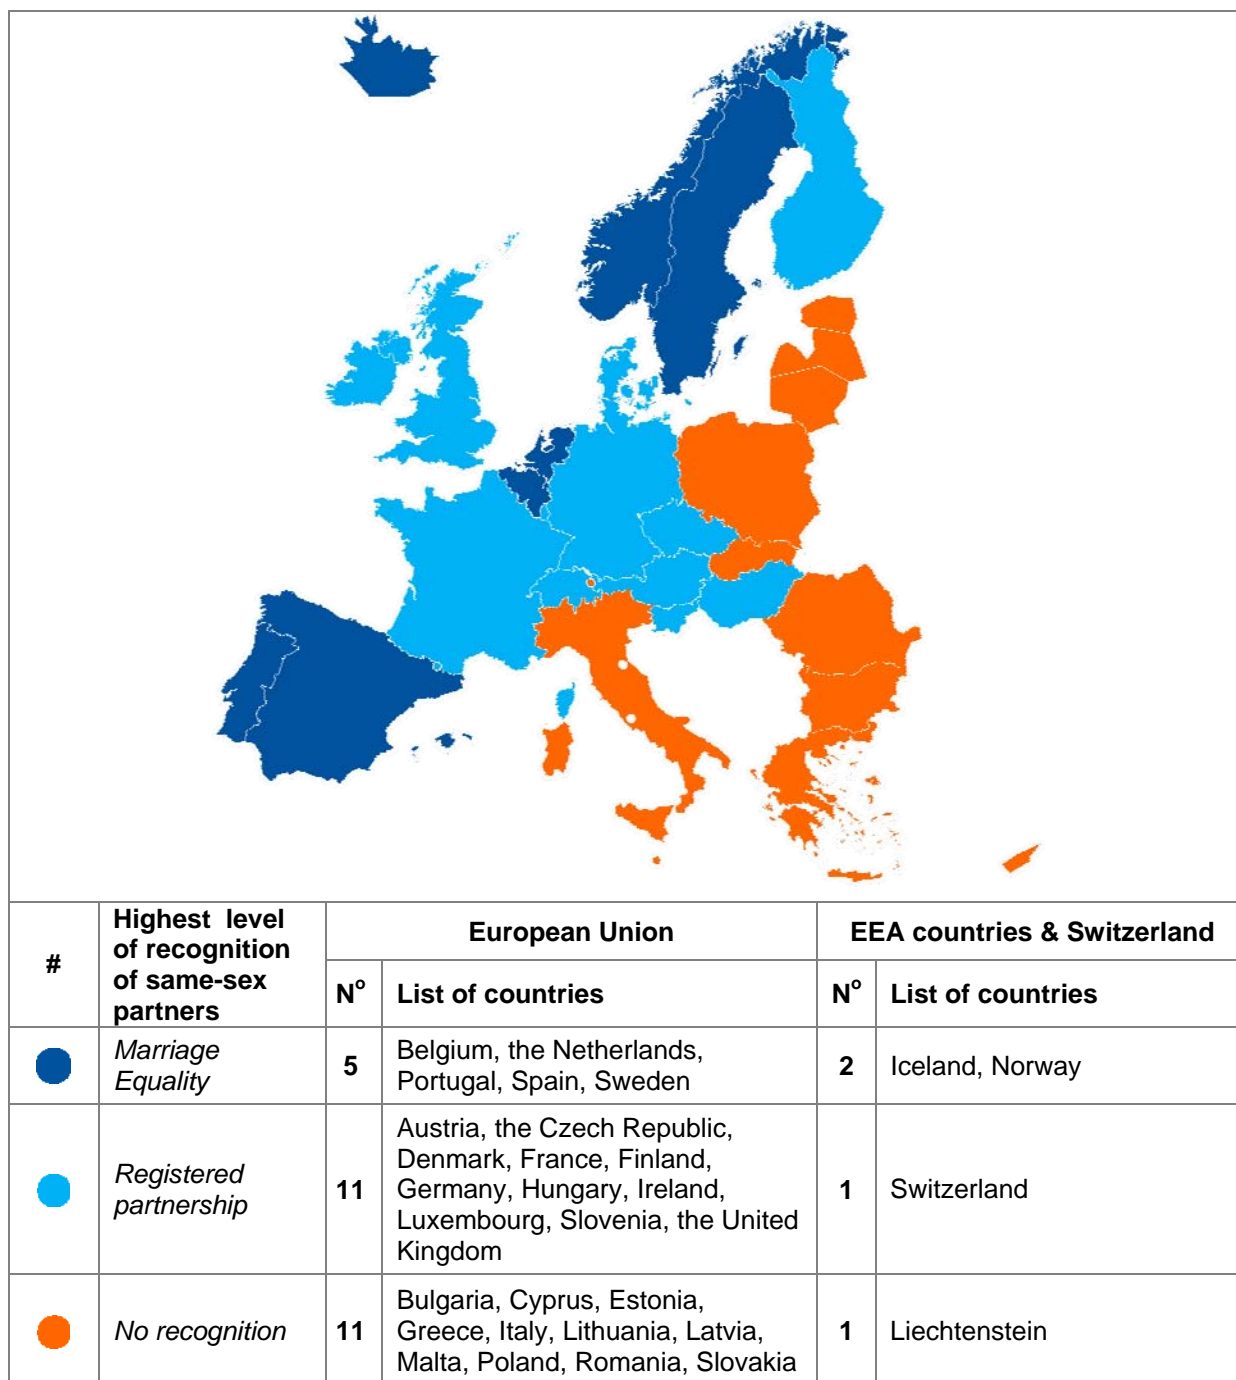 #
Highest level
of recognition
of same-sex
partners
European Union
EEA countries & Switzerland
Nº
List of countries
Nº
List of countries
Marriage
Equality
5
Belgium, the Netherlands,
Portugal, Spain, Sweden
2
Iceland, Norway
Registered
partnership
11
Austria, the Czech Republic,
Denmark, France, Finland,
Germany, Hungary, Ireland,
Luxembourg, Slovenia, the United
Kingdom
1
Switzerland
No recognition
11
Bulgaria, Cyprus, Estonia,
Greece, Italy, Lithuania, Latvia,
Malta, Poland, Romania, Slovakia
1
Liechtenstein